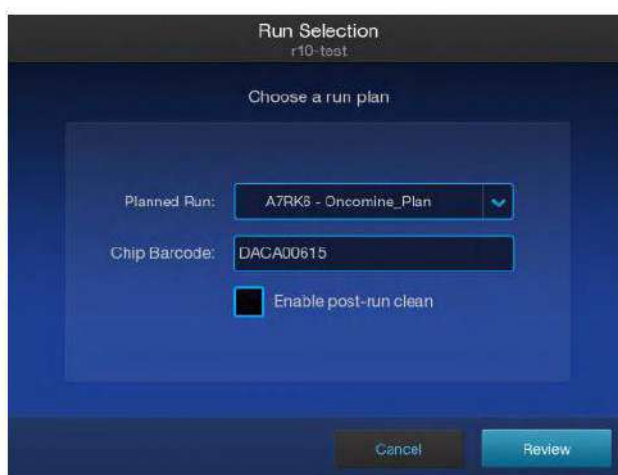 Run Selection
r10-test
Choose a run plan
Planned Run: A7RK6 - Oncomine_Plan
Chip Barcode: DACA00615
Enable post-run clean
Cancel Review